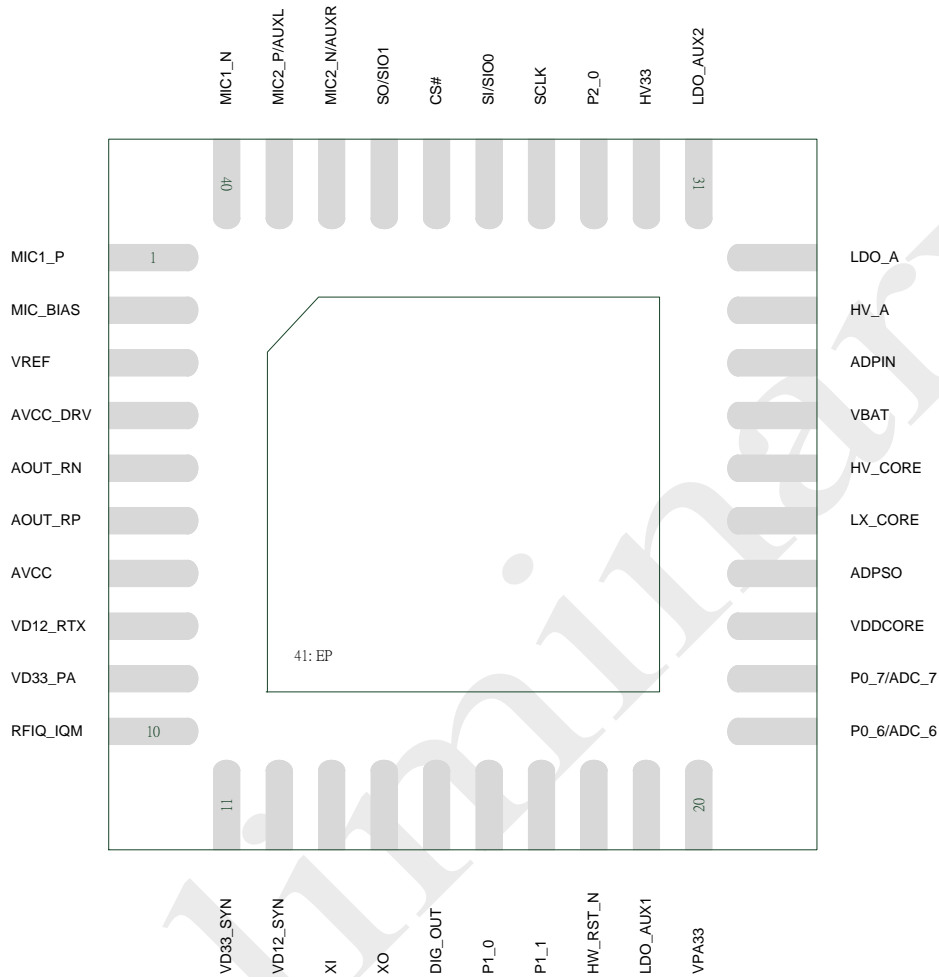 MIC1_N
MIC2_P/AUXL
MIC2_N/AUXR
SO/SIO1
CS#
SI/SIO0
SCLK
P2_0
HV33
LDO_AUX2
40
31
MIC1_P
1
LDO_A
MIC_BIAS
HV_A
VREF
ADPIN
AVCC_DRV
VBAT
AOUT_RN
HV_CORE
AOUT_RP
LX_CORE
AVCC
ADPSO
VD12_RTX
VDDCORE
41: EP
VD33_PA
P0_7/ADC_7
RFIQ_IQM
10
P0_6/ADC_6
11
20
VD33_SYN
VD12_SYN
XI
XO
DIG_OUT
P1_0
P1_1
HW_RST_N
LDO_AUX1
VPA33